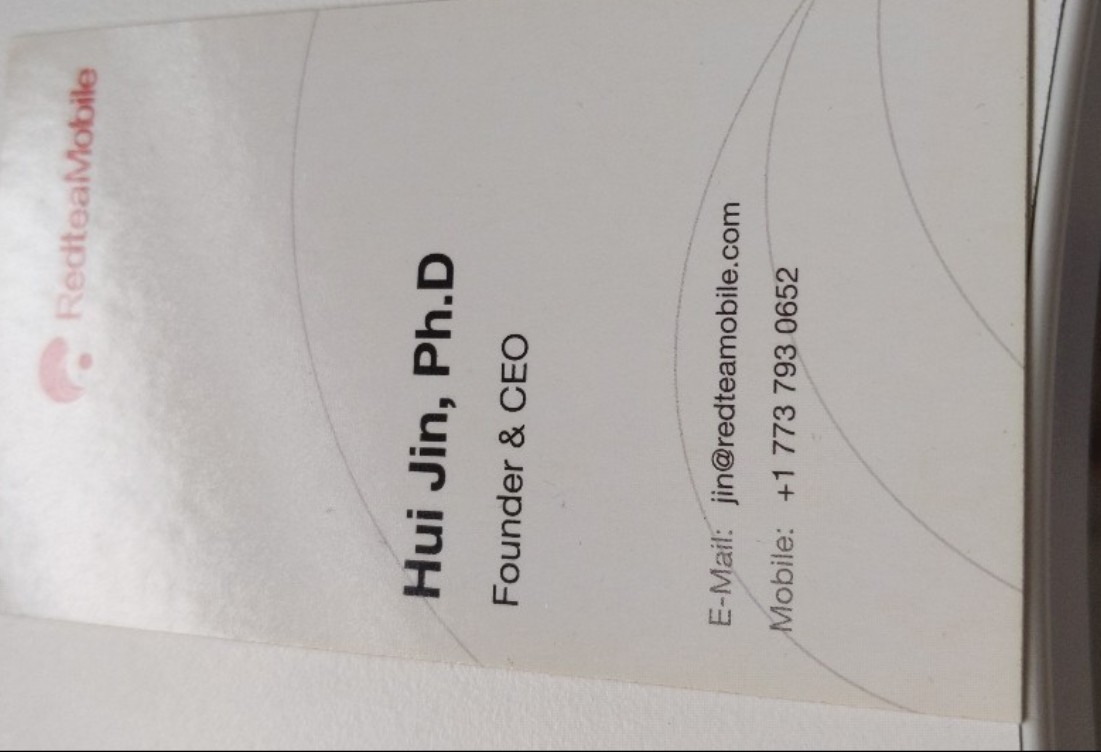 RedteaMobile
Hui Jin, Ph.D
Founder & CEO
E-Mail: jin@redteamobile.com
Mobile: +1 773 793 0652